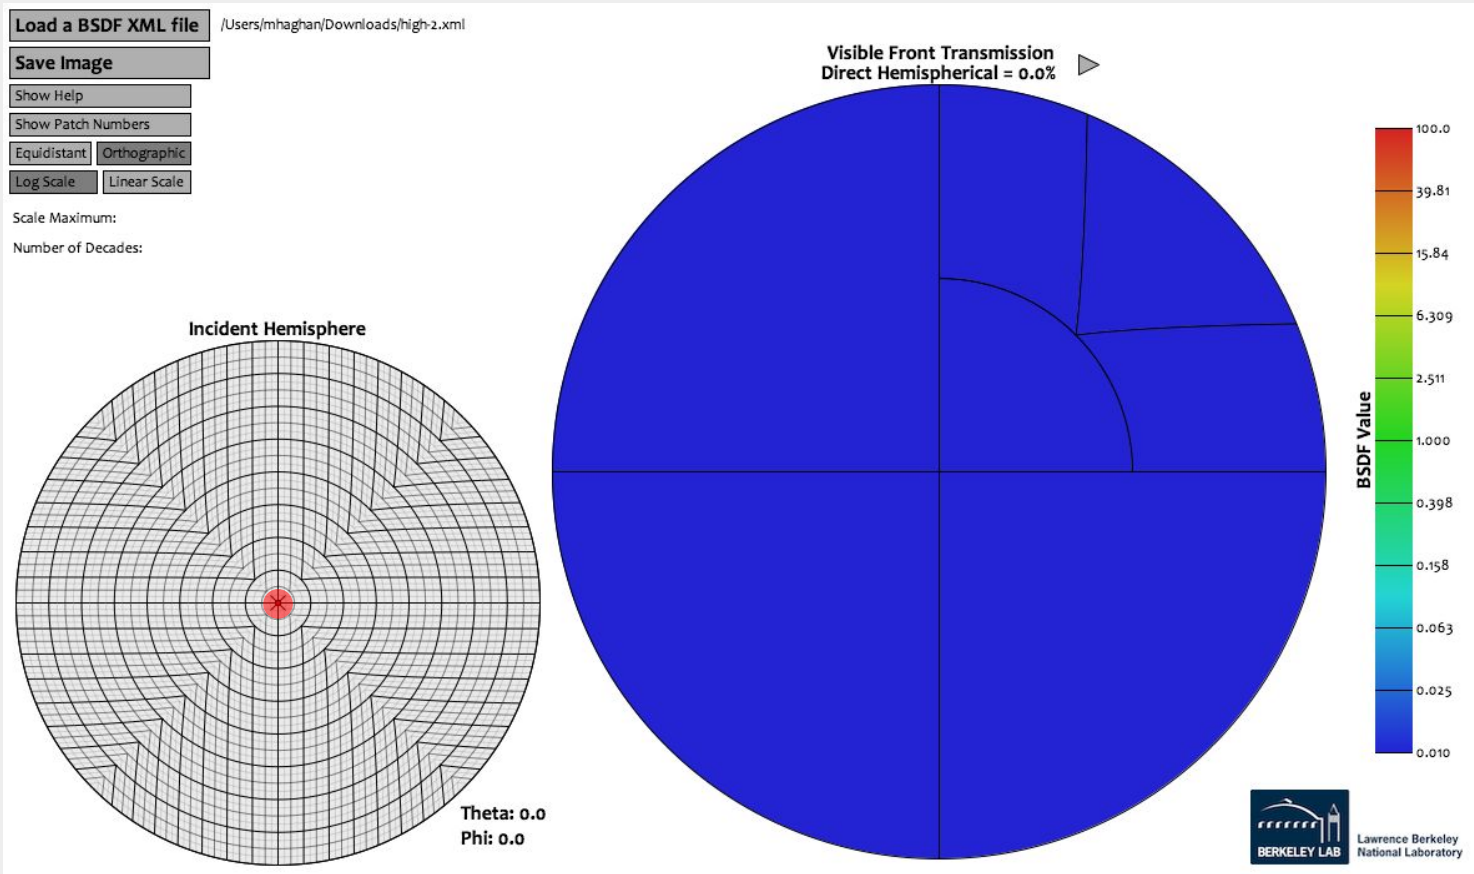 Load a BSDF XML file
/Users/mhaghan/Downloads/high-2.xml
Save Image
Show Help
Show Patch Numbers
Equidistant
Orthographic
Log Scale
Linear Scale
Scale Maximum:
Number of Decades:
Incident Hemisphere
Theta: 0.0
Phi: 0.0
Visible Front Transmission
Direct Hemispherical = 0.0%
BSDF Value
100.0
39.81
15.84
6.309
2.511
1.000
0.398
0.158
0.063
0.025
0.010
BERKELEY LAB
Lawrence Berkeley
National Laboratory